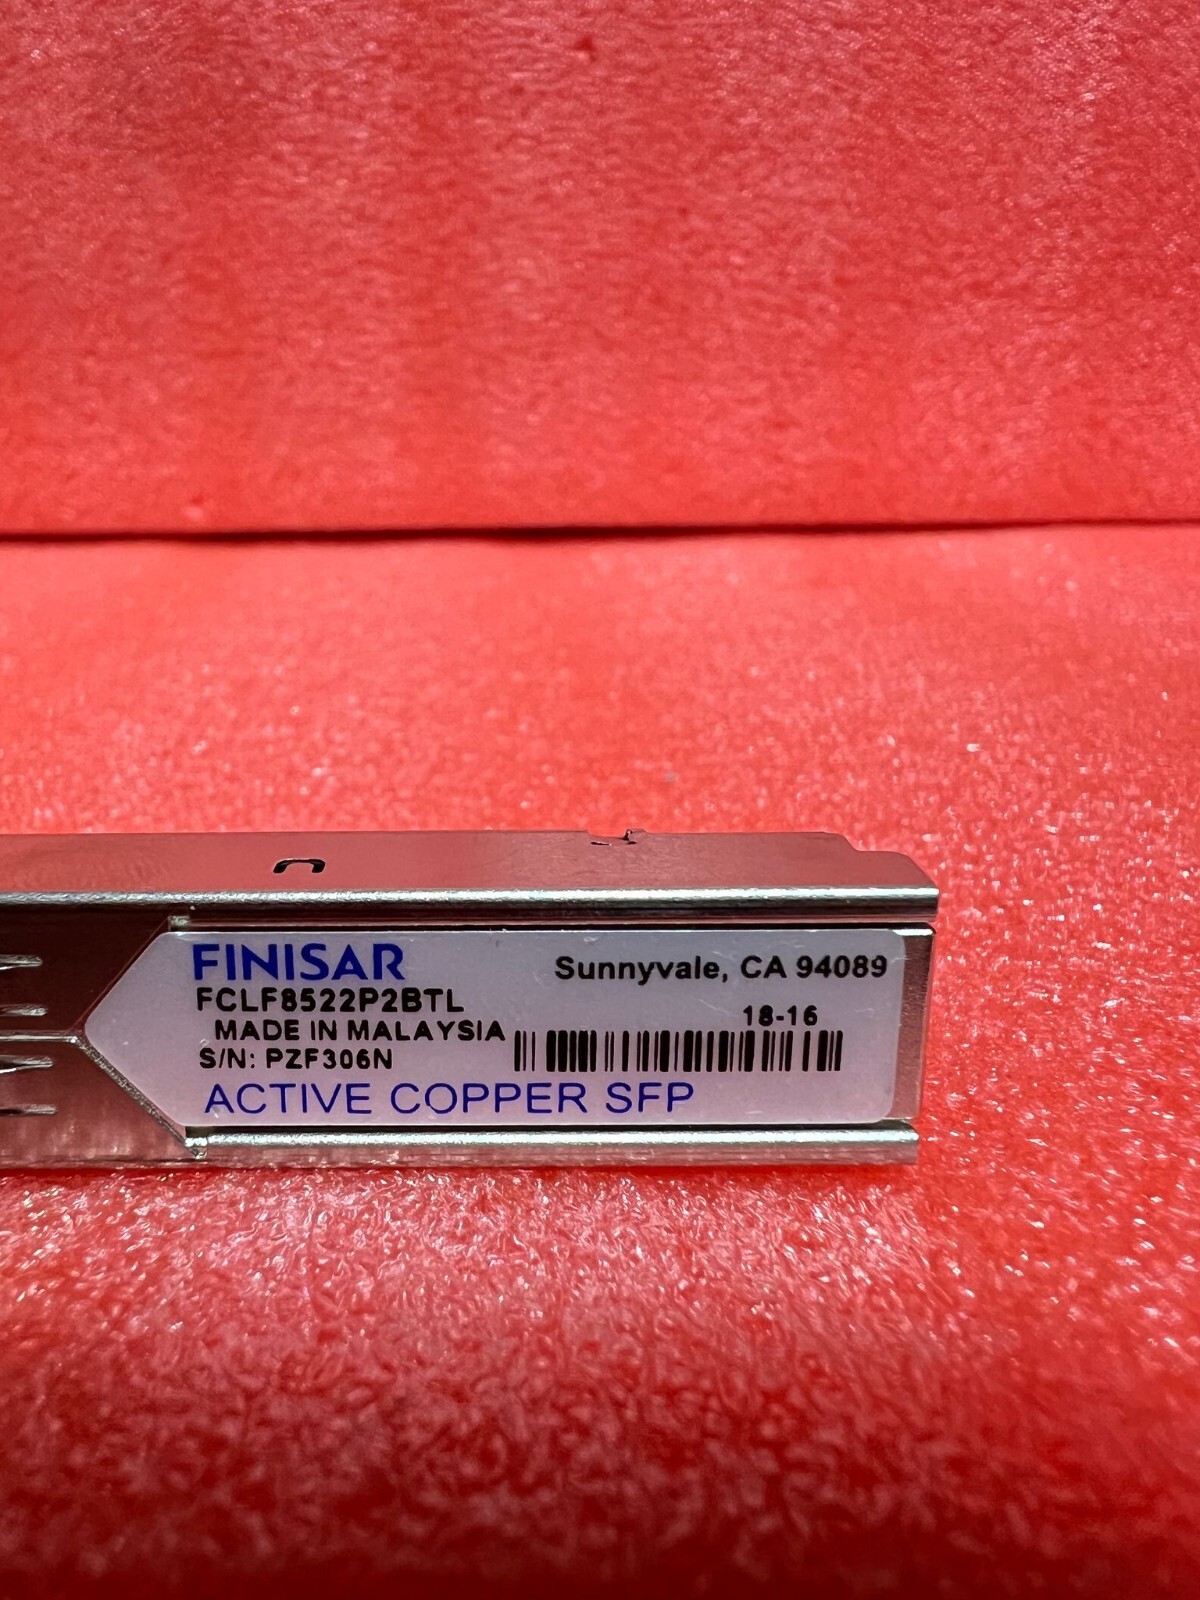 FINISAR
Sunnyvale, CA 94089
FCLF8522P2BTL
18-16
MADE IN MALAYSIA
S/N: PZF306N
ACTIVE COPPER SFP